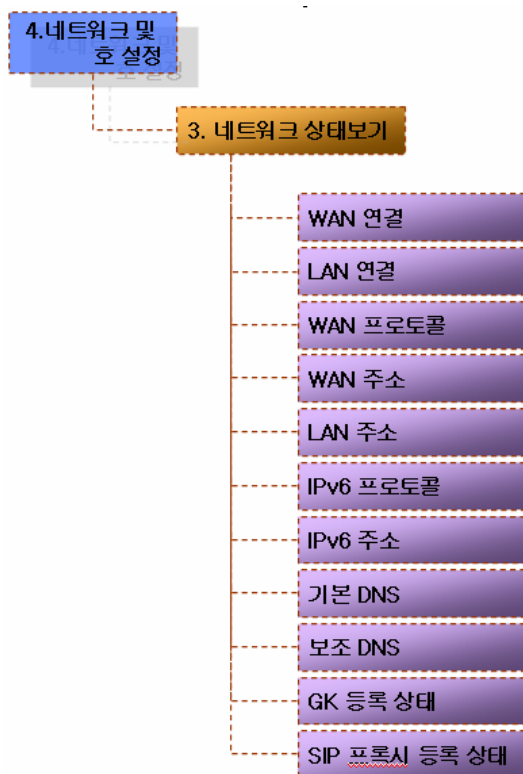 4.네트워크 및
호 설정
3. 네트워크 상태보기
WAN 연결
LAN 연결
WAN 프로토콜
WAN 주소
LAN 주소
IPv6 프로토콜
IPv6 주소
기본 DNS
보조 DNS
GK 등록 상태
SIP 프록시 등록 상태